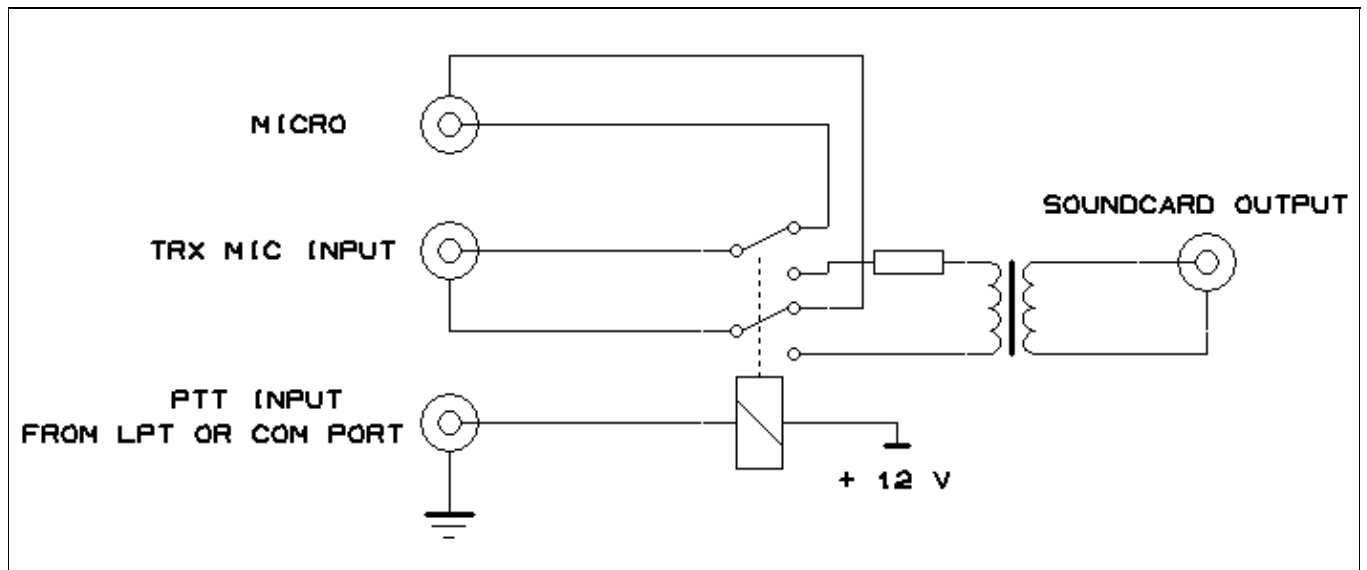 MICRO
SOUNDCARD OUTPUT
TRX MIC INPUT
PTT INPUT
FROM LPT OR COM PORT
+ 12 V